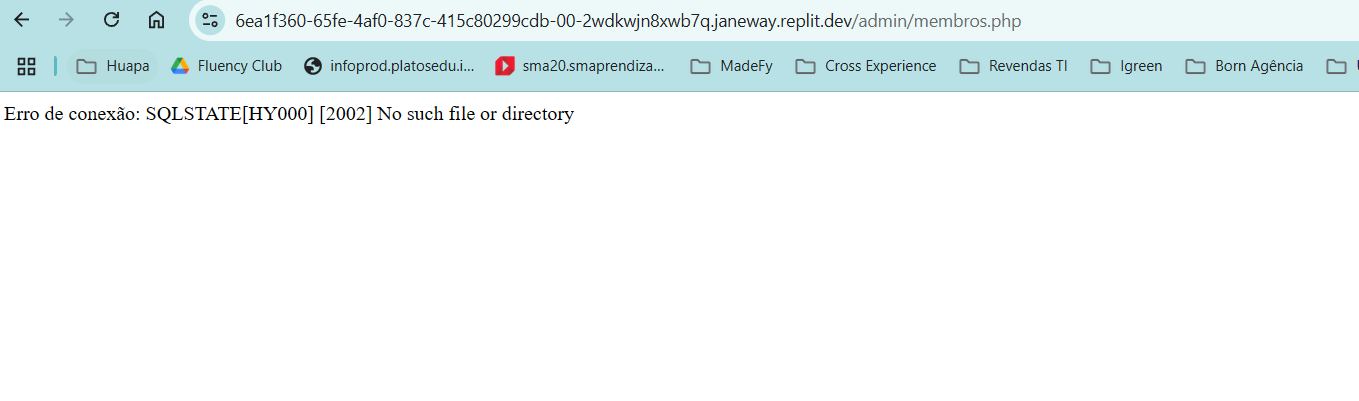 6ea1f360-65fe-4af0-837c-415c80299cdb-00-2wdkwjn8xwb7q.janeway.replit.dev/admin/membros.php
Huapa Fluency Club infoprod.platosedu.i... sma20.smaprendiza... MadeFy Cross Experience Revendas TI Igreen Born Agência
Erro de conexão: SQLSTATE[HY000] [2002] No such file or directory